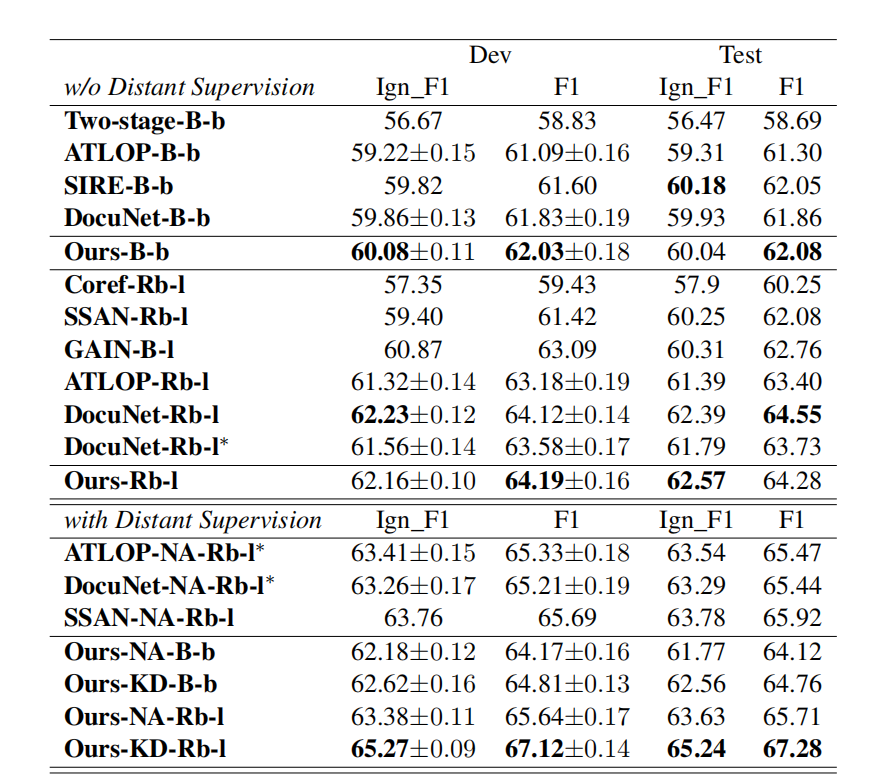 Dev Test
w/o Distant Supervision Ign_F1 F1 Ign_F1 F1
Two-stage-B-b 56.67 58.83 56.47 58.69
ATLOP-B-b 59.22±0.15 61.09±0.16 59.31 61.30
SIRE-B-b 59.82 61.60 60.18 62.05
DocuNet-B-b 59.86±0.13 61.83±0.19 59.93 61.86
Ours-B-b 60.08±0.11 62.03±0.18 60.04 62.08
Coref-Rb-l 57.35 59.43 57.9 60.25
SSAN-Rb-l 59.40 61.42 60.25 62.08
GAIN-B-l 60.87 63.09 60.31 62.76
ATLOP-Rb-l 61.32±0.14 63.18±0.19 61.39 63.40
DocuNet-Rb-l 62.23±0.12 64.12±0.14 62.39 64.55
DocuNet-Rb-l* 61.56±0.14 63.58±0.17 61.79 63.73
Ours-Rb-l 62.16±0.10 64.19±0.16 62.57 64.28
with Distant Supervision Ign_F1 F1 Ign_F1 F1
ATLOP-NA-Rb-l* 63.41±0.15 65.33±0.18 63.54 65.47
DocuNet-NA-Rb-l* 63.26±0.17 65.21±0.19 63.29 65.44
SSAN-NA-Rb-l 63.76 65.69 63.78 65.92
Ours-NA-B-b 62.18±0.12 64.17±0.16 61.77 64.12
Ours-KD-B-b 62.62±0.16 64.81±0.13 62.56 64.76
Ours-NA-Rb-l 63.38±0.11 65.64±0.17 63.63 65.71
Ours-KD-Rb-l 65.27±0.09 67.12±0.14 65.24 67.28